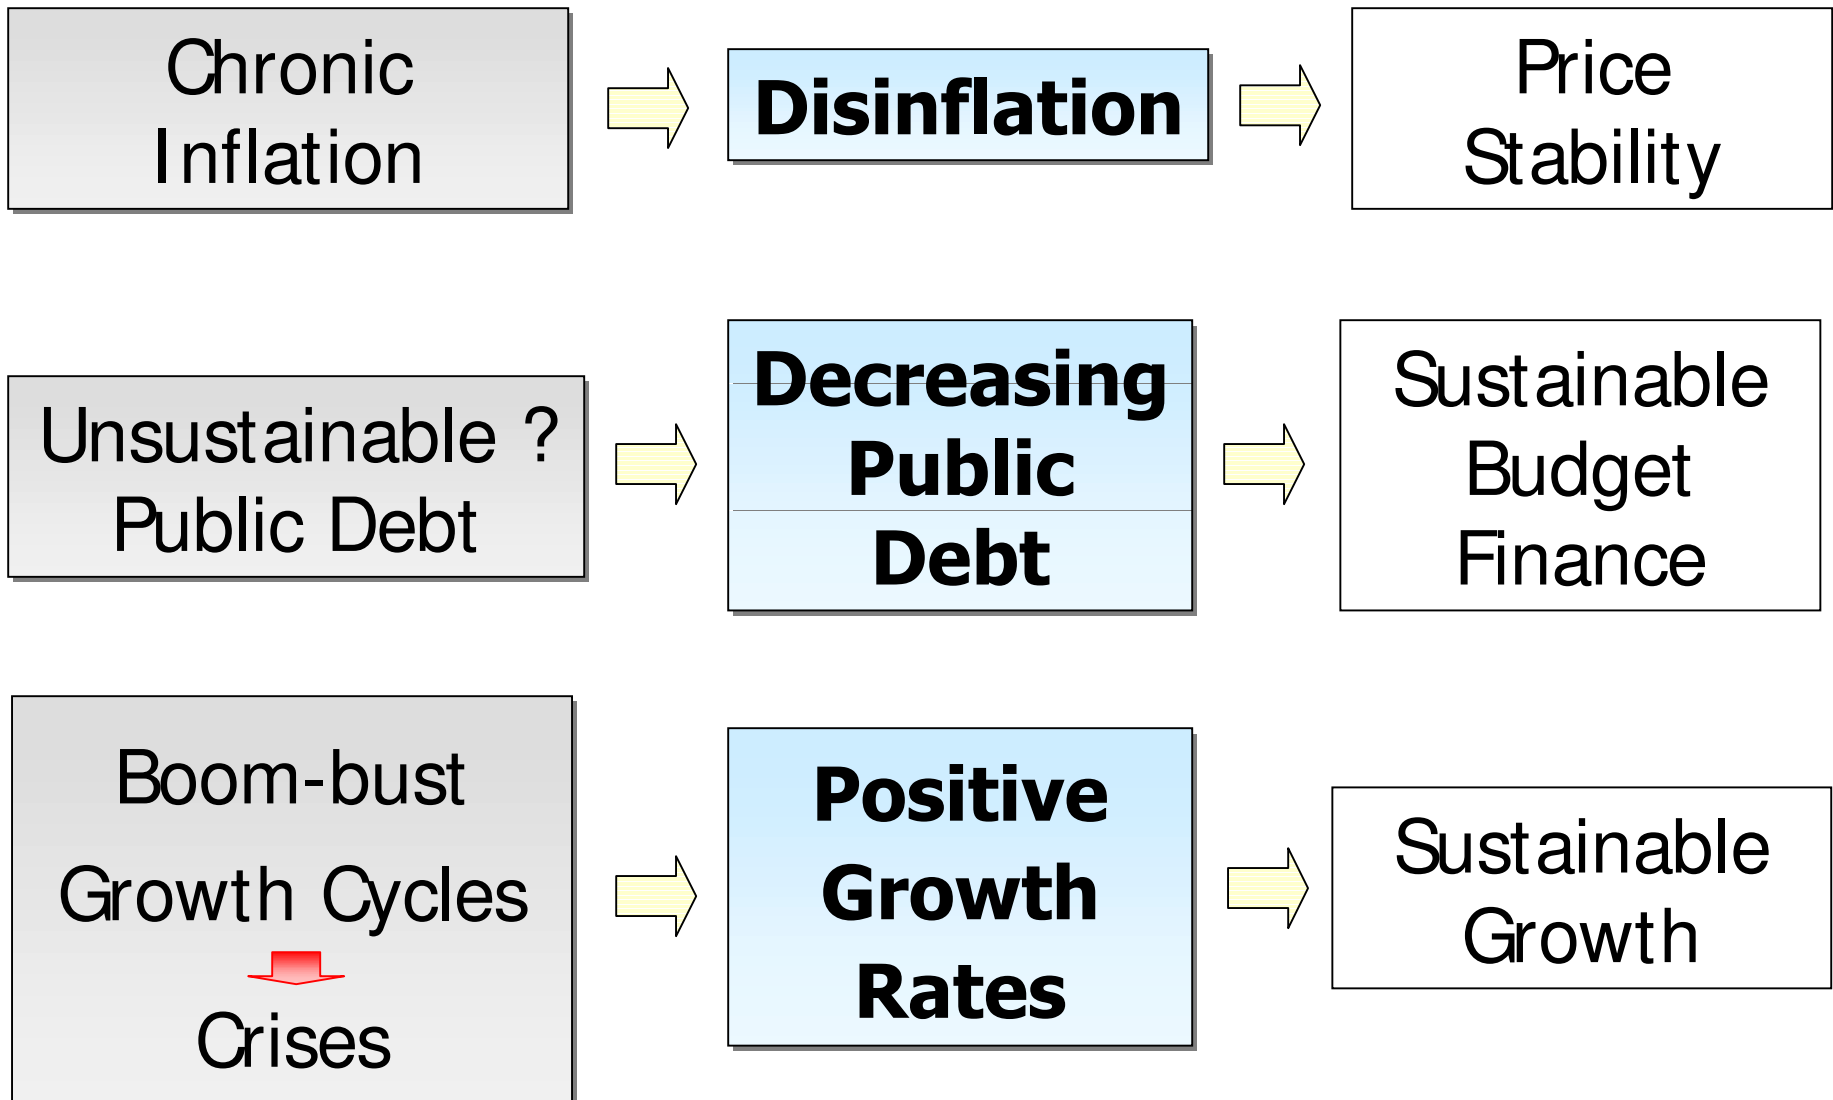 Chronic
Inflation
Disinflation
Price
Stability
Unsustainable ?
Public Debt
Decreasing
Public
Debt
Sustainable
Budget
Finance
Boom-bust
Growth Cycles
Crises
Positive
Growth
Rates
Sustainable
Growth